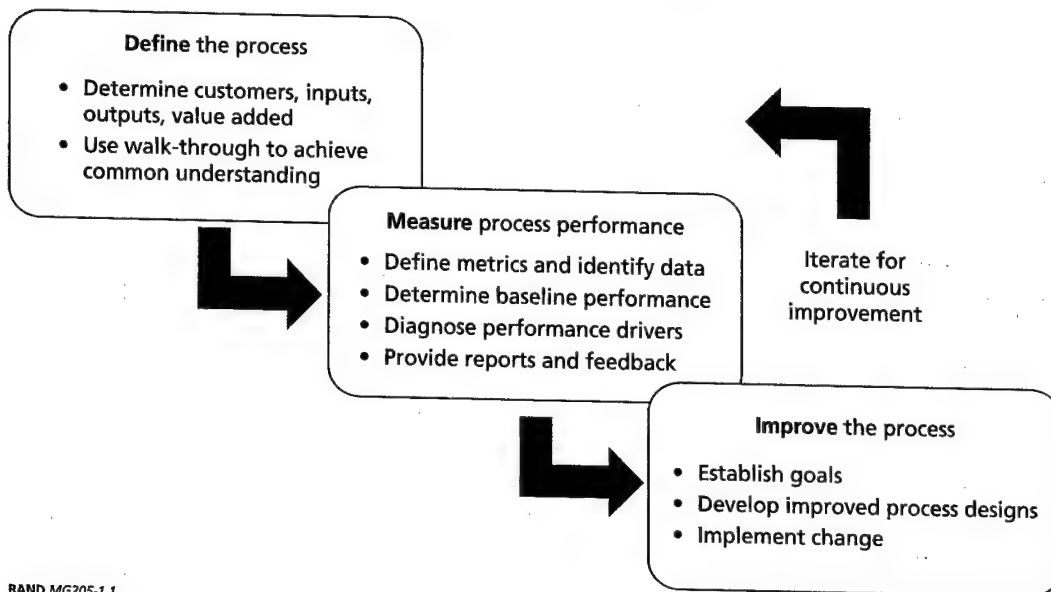 Define the process
• Determine customers, inputs,
outputs, value added
• Use walk-through to achieve
common understanding
Measure process performance
• Define metrics and identify data
• Determine baseline performance
• Diagnose performance drivers
• Provide reports and feedback
Iterate for
continuous
improvement
Improve the process
• Establish goals
• Develop improved process designs
• Implement change
RAND MG205-1.1